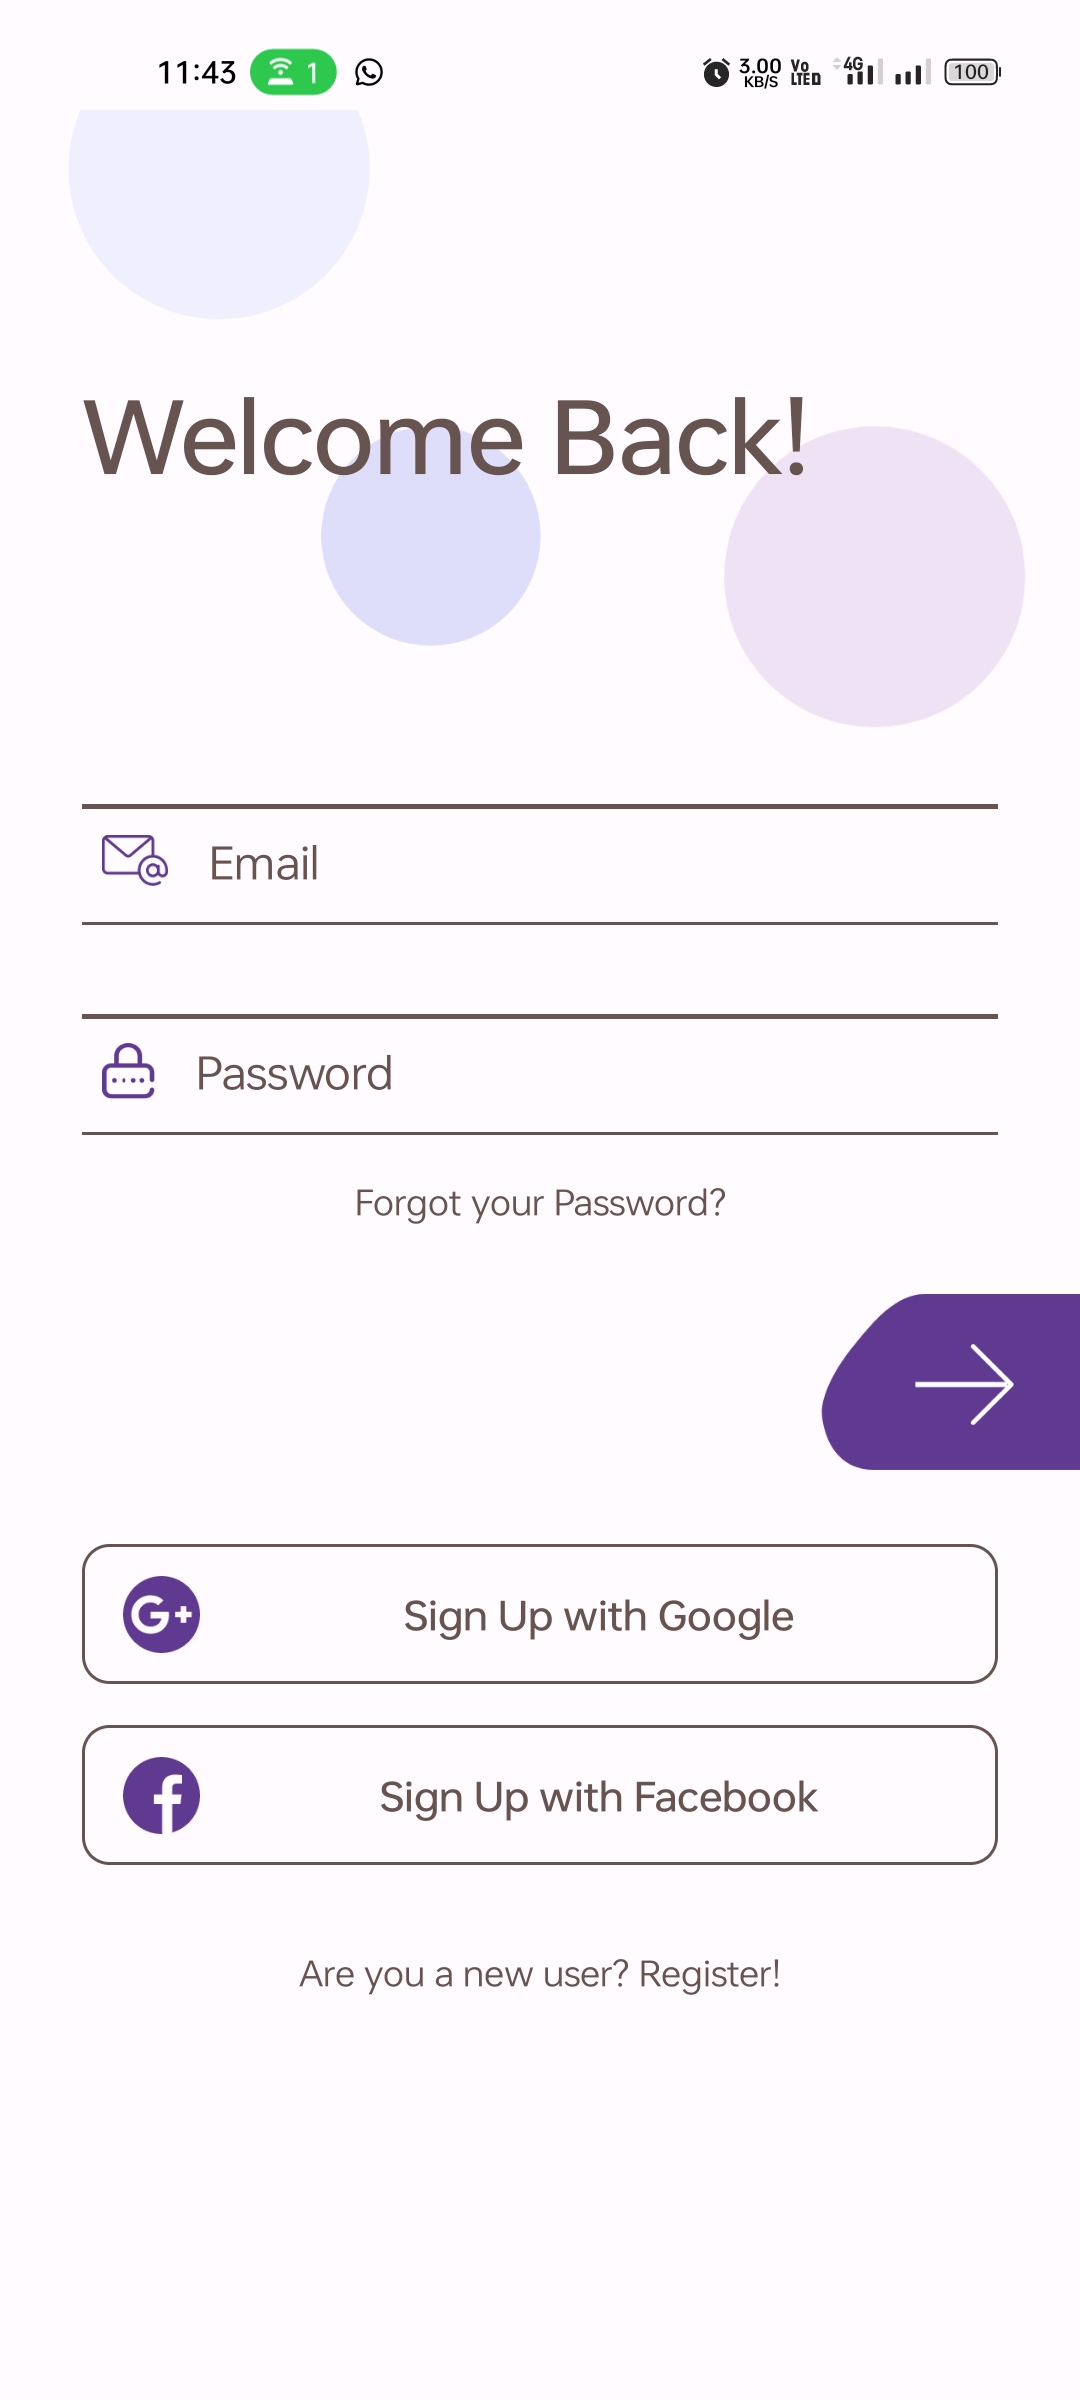 11:43 1 3.00 KB/S Vo LTE 4G 100
Welcome Back!
Email
Password
Forgot your Password?
G+ Sign Up with Google
f Sign Up with Facebook
Are you a new user? Register!